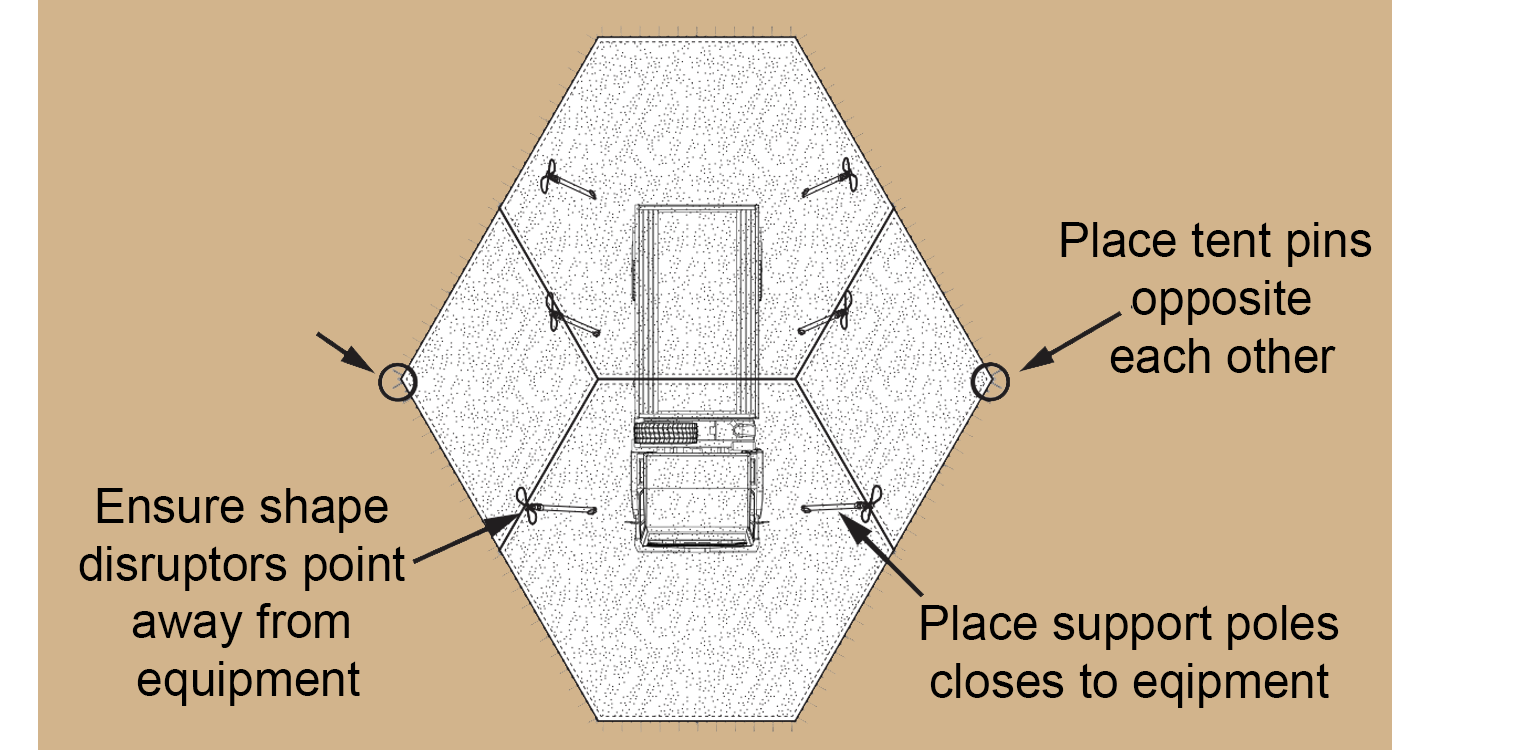 Place tent pins
opposite
each other
Ensure shape
disruptors point
away from
equipment
Place support poles
closes to eqipment